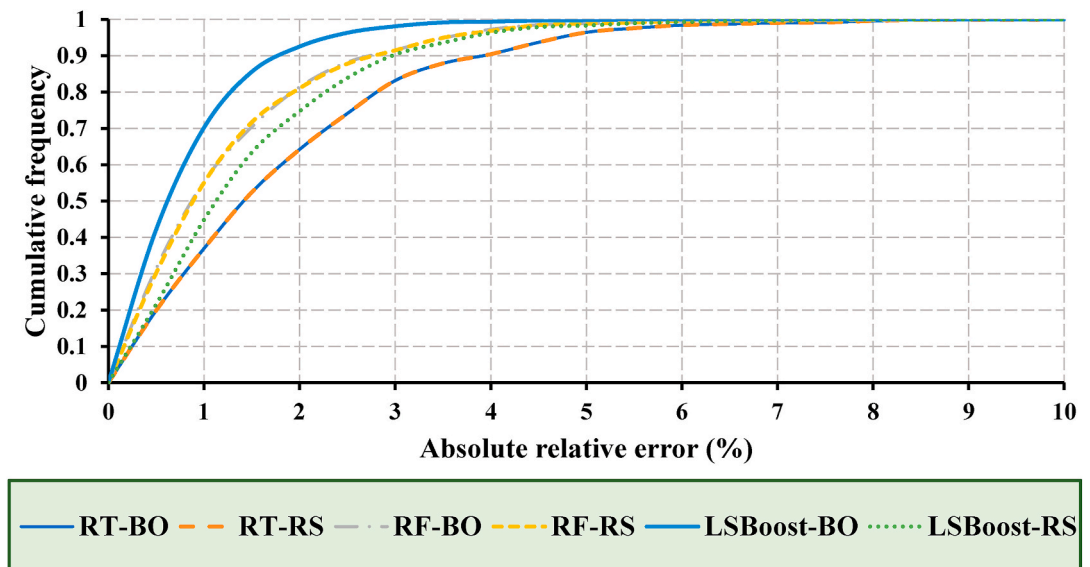 1
0.9
0.8
0.7
0.6
0.5
0.4
0.3
0.2
0.1
0
Cumulative frequency
0 1 2 3 4 5 6 7 8 9 10
Absolute relative error (%)
RT-BO RT-RS RF-BO RF-RS LSBoost-BO LSBoost-RS